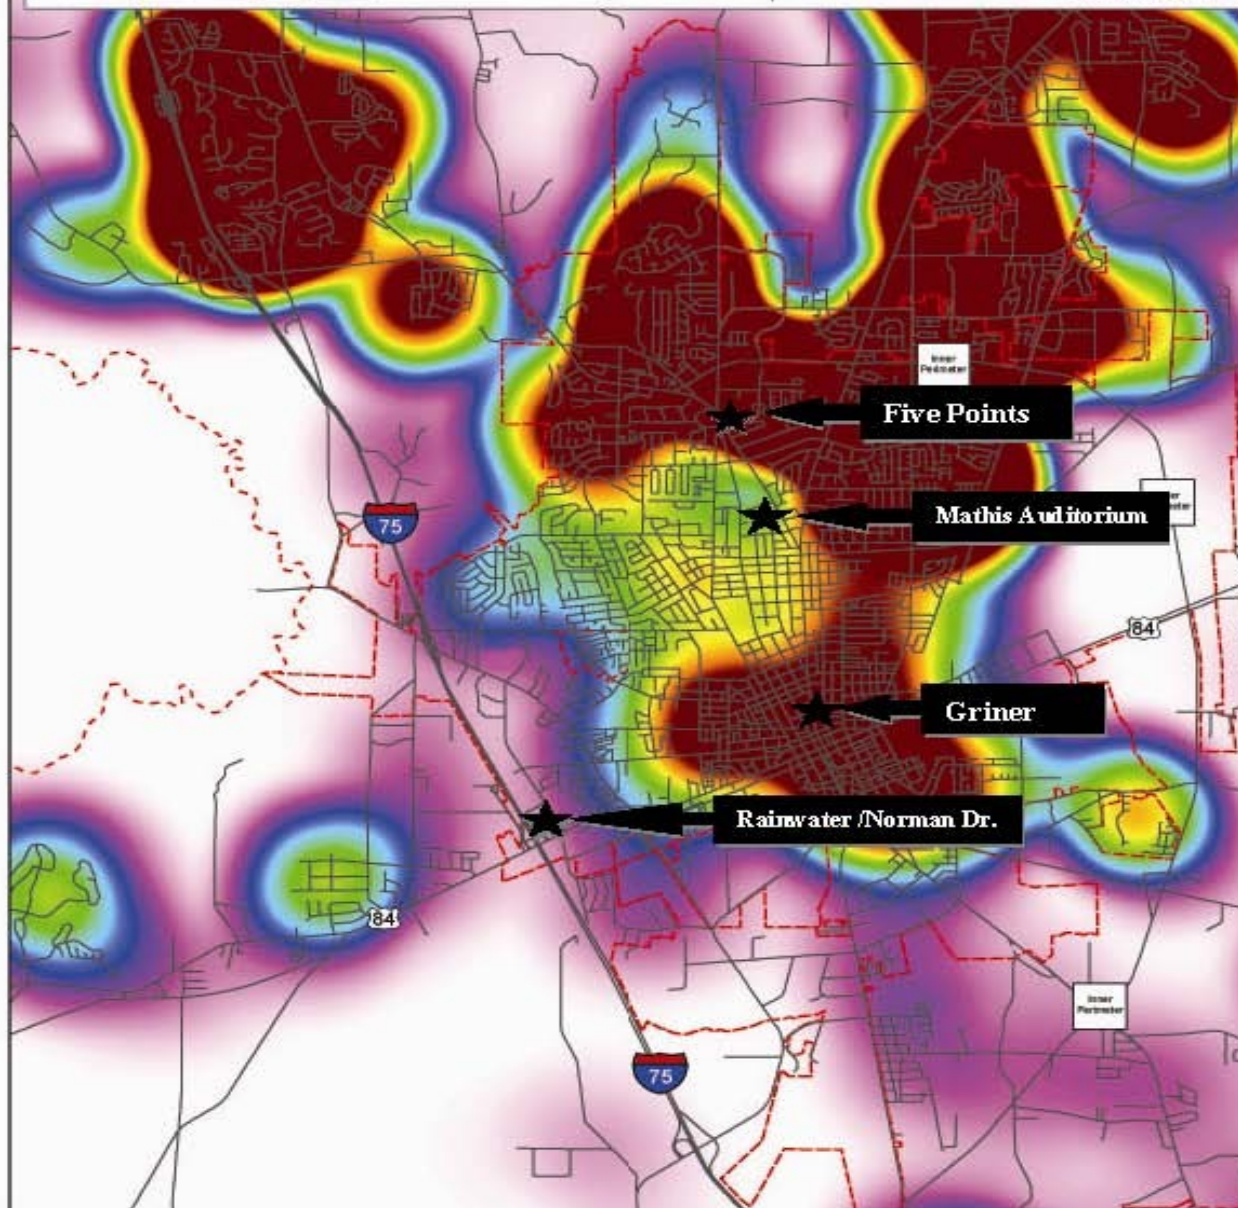 Inner
Perimeter
Five Points
Mathis Auditorium
75
84
Griner
Rainwater /Norman Dr.
84
Inner
Perimeter
75